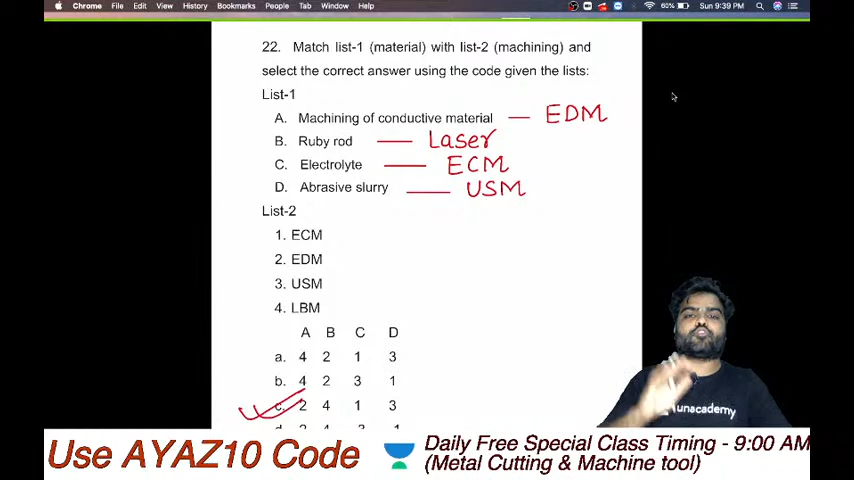 Chrome File Edit View History Bookmarks People Tab Window Help 60% Sun 9:39 PM
22. Match list-1 (material) with list-2 (machining) and
select the correct answer using the code given the lists:
List-1
A. Machining of conductive material — EDM
B. Ruby rod — Laser
C. Electrolyte — ECM
D. Abrasive slurry — USM
List-2
1. ECM
2. EDM
3. USM
4. LBM
A B C D
a. 4 2 1 3
b. 4 2 3 1
c. 2 4 1 3
unacademy
Use AYAZ10 Code
Daily Free Special Class Timing - 9:00 AM
(Metal Cutting & Machine tool)